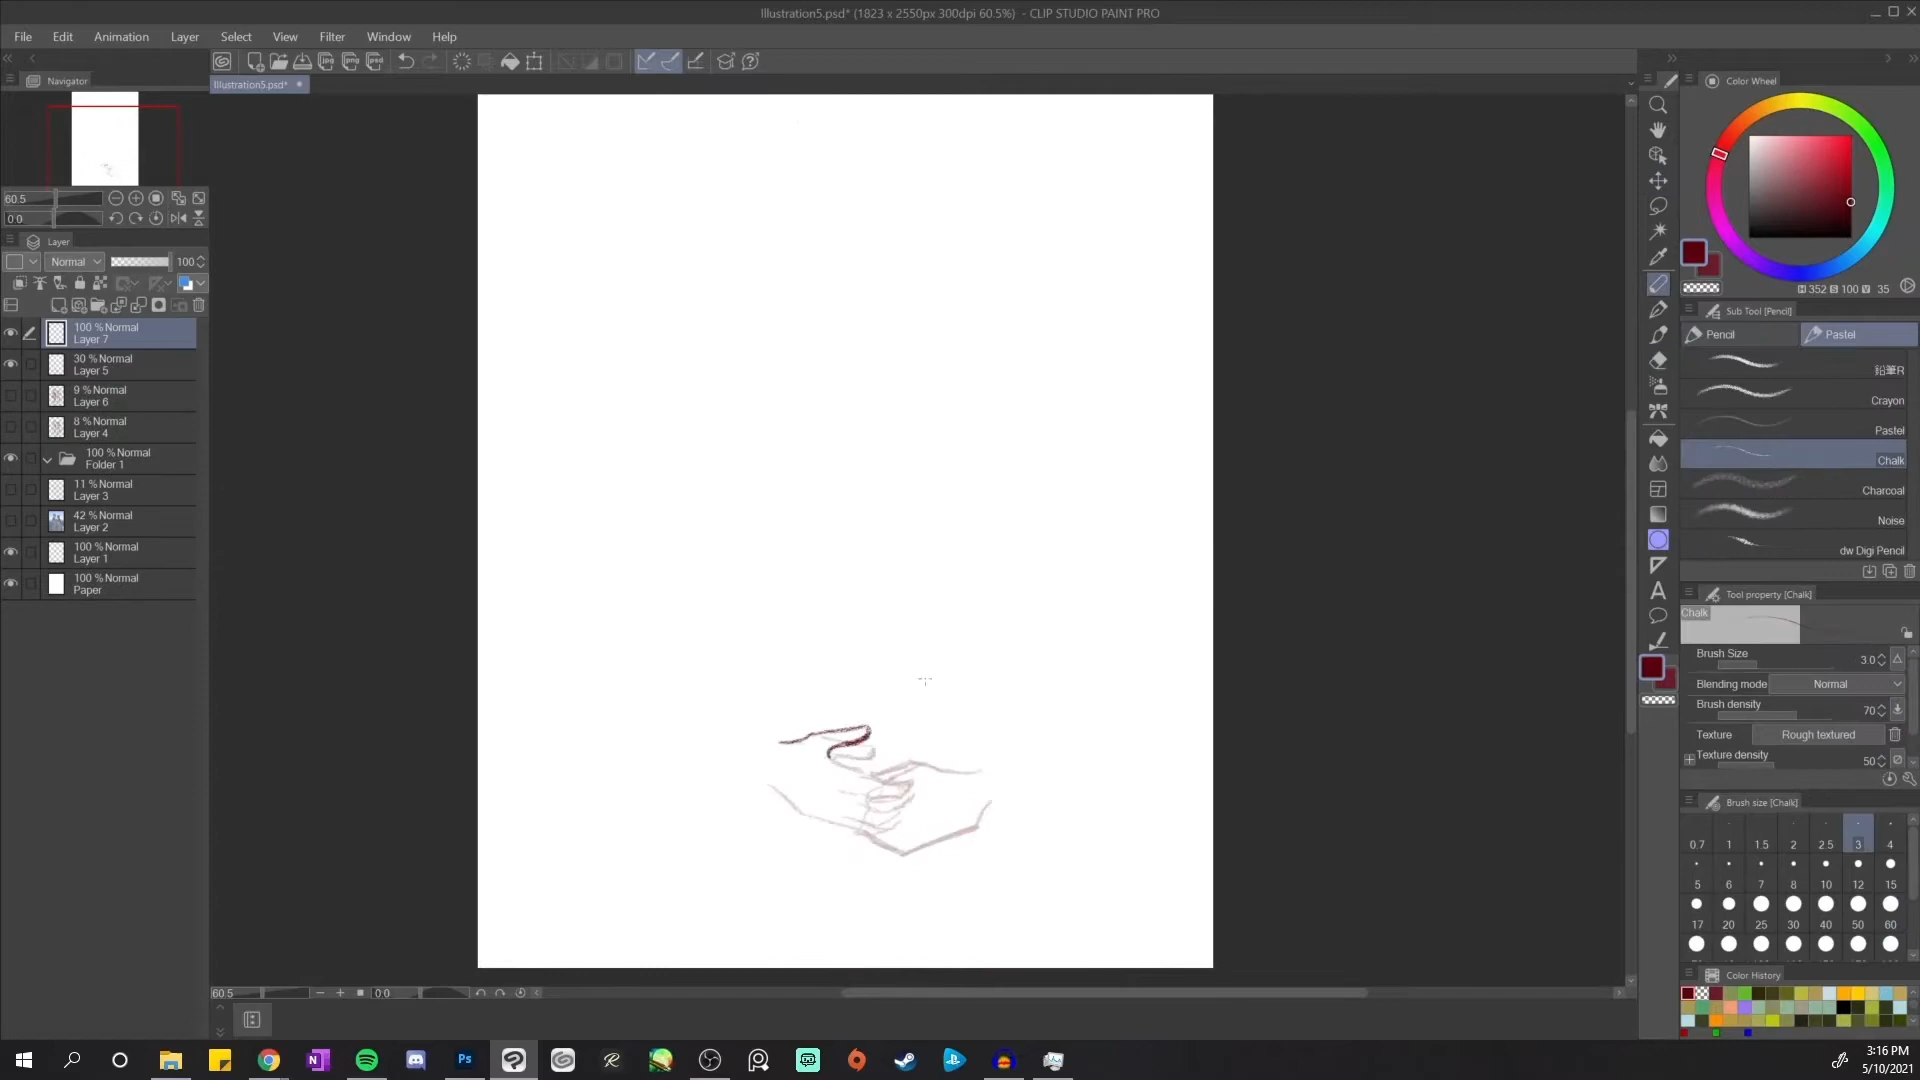 Illustration5.psd* (1823 x 2550px 300dpi 60.5%) - CLIP STUDIO PAINT PRO
File Edit Animation Layer Select View Filter Window Help
Navigator
Illustration5.psd*
Color Wheel
60.5
0.0
Layer
Normal 100
100 % Normal
Layer 7
30 % Normal
Layer 5
9 % Normal
Layer 6
8 % Normal
Layer 4
100 % Normal
Folder 1
11 % Normal
Layer 3
42 % Normal
Layer 2
100 % Normal
Layer 1
100 % Normal
Paper
H 352 S 100 V 35
Sub Tool [Pencil]
Pencil Pastel
鉛筆R
Crayon
Pastel
Chalk
Charcoal
Noise
dw Digi Pencil
Tool property [Chalk]
Chalk
Brush Size 3.0
Blending mode Normal
Brush density 70
Texture Rough textured
Texture density 50
Brush size [Chalk]
0.7 1 1.5 2 2.5 3 4
5 6 7 8 10 12 15
17 20 25 30 40 50 60
Color History
60.5 0.0
3:16 PM
5/10/2021